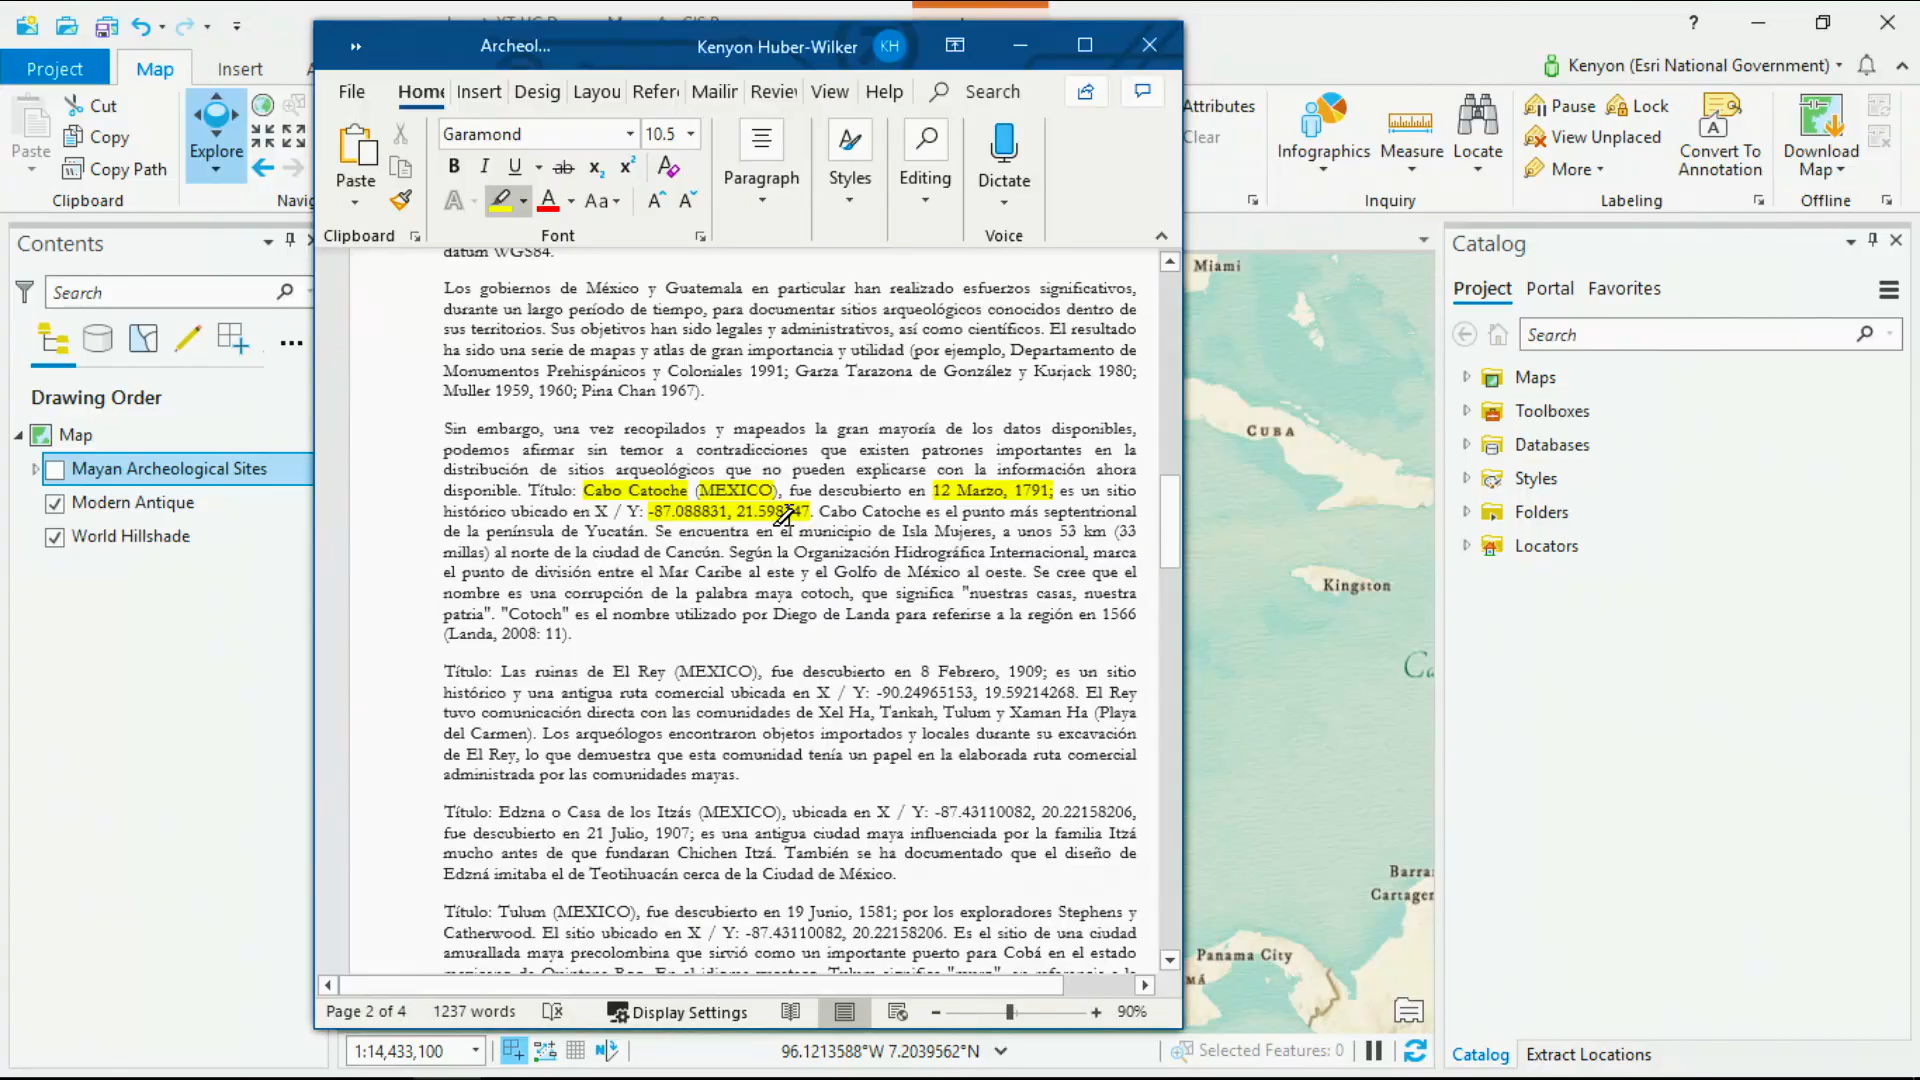 Archeol...
Kenyon Huber-Wilker
KH
Project
Map
Insert
Kenyon (Esri National Government)
File
Home
Insert
Desig
Layou
Refer
Mailin
Review
View
Help
Search
Cut
Copy
Copy Path
Paste
Clipboard
Explore
Garamond
10.5
Paste
Clipboard
Font
Paragraph
Styles
Editing
Dictate
Voice
Attributes
Clear
Infographics
Measure
Locate
Inquiry
Pause
Lock
View Unplaced
More
Convert To
Annotation
Labeling
Download
Map
Offline
Contents
Search
Drawing Order
Map
Mayan Archeological Sites
Modern Antique
World Hillshade
datum WGS84.
Los gobiernos de México y Guatemala en particular han realizado esfuerzos significativos,
durante un largo período de tiempo, para documentar sitios arqueológicos conocidos dentro de
sus territorios. Sus objetivos han sido legales y administrativos, así como científicos. El resultado
ha sido una serie de mapas y atlas de gran importancia y utilidad (por ejemplo, Departamento de
Monumentos Prehispánicos y Coloniales 1991; Garza Tarazona de González y Kurjack 1980;
Muller 1959, 1960; Pina Chan 1967).
Sin embargo, una vez recopilados y mapeados la gran mayoría de los datos disponibles,
podemos afirmar sin temor a contradicciones que existen patrones importantes en la
distribución de sitios arqueológicos que no pueden explicarse con la información ahora
disponible. Título: Cabo Catoche (MEXICO), fue descubierto en 12 Marzo, 1791; es un sitio
histórico ubicado en X / Y: -87.088831, Cabo Catoche es el punto más septentrional
de la península de Yucatán. Se encuentra en el municipio de Isla Mujeres, a unos 53 km (33
millas) al norte de la ciudad de Cancún. Según la Organización Hidrográfica Internacional, marca
el punto de división entre el Mar Caribe al este y el Golfo de México al oeste. Se cree que el
nombre es una corrupción de la palabra maya cotoch, que significa "nuestras casas, nuestra
patria". "Cotoch" es el nombre utilizado por Diego de Landa para referirse a la región en 1566
(Landa, 2008: 11).
Título: Las ruinas de El Rey (MEXICO), fue descubierto en 8 Febrero, 1909; es un sitio
histórico y una antigua ruta comercial ubicada en X / Y: -90.24965153, 19.59214268. El Rey
tuvo comunicación directa con las comunidades de Xel Ha, Tankah, Tulum y Xaman Ha (Playa
del Carmen). Los arqueólogos encontraron objetos importados y locales durante su excavación
de El Rey, lo que demuestra que esta comunidad tenía un papel en la elaborada ruta comercial
administrada por las comunidades mayas.
Título: Edzna o Casa de los Itzás (MEXICO), ubicada en X / Y: -87.43110082, 20.22158206,
fue descubierto en 21 Julio, 1907; es una antigua ciudad maya influenciada por la familia Itzá
mucho antes de que fundaran Chichen Itzá. También se ha documentado que el diseño de
Edzná imitaba el de Teotihuacán cerca de la Ciudad de México.
Título: Tulum (MEXICO), fue descubierto en 19 Junio, 1581; por los exploradores Stephens y
Catherwood. El sitio ubicado en X / Y: -87.43110082, 20.22158206. Es el sitio de una ciudad
amurallada maya precolombina que sirvió como un importante puerto para Cobá en el estado
Page 2 of 4
1237 words
Display Settings
90%
Miami
CUBA
Kingston
Barra
Cartagen
Panama City
MÁ
Catalog
Project
Portal
Favorites
Search
Maps
Toolboxes
Databases
Styles
Folders
Locators
1:14,433,100
96.1213588°W 7.2039562°N
Selected Features: 0
Catalog
Extract Locations